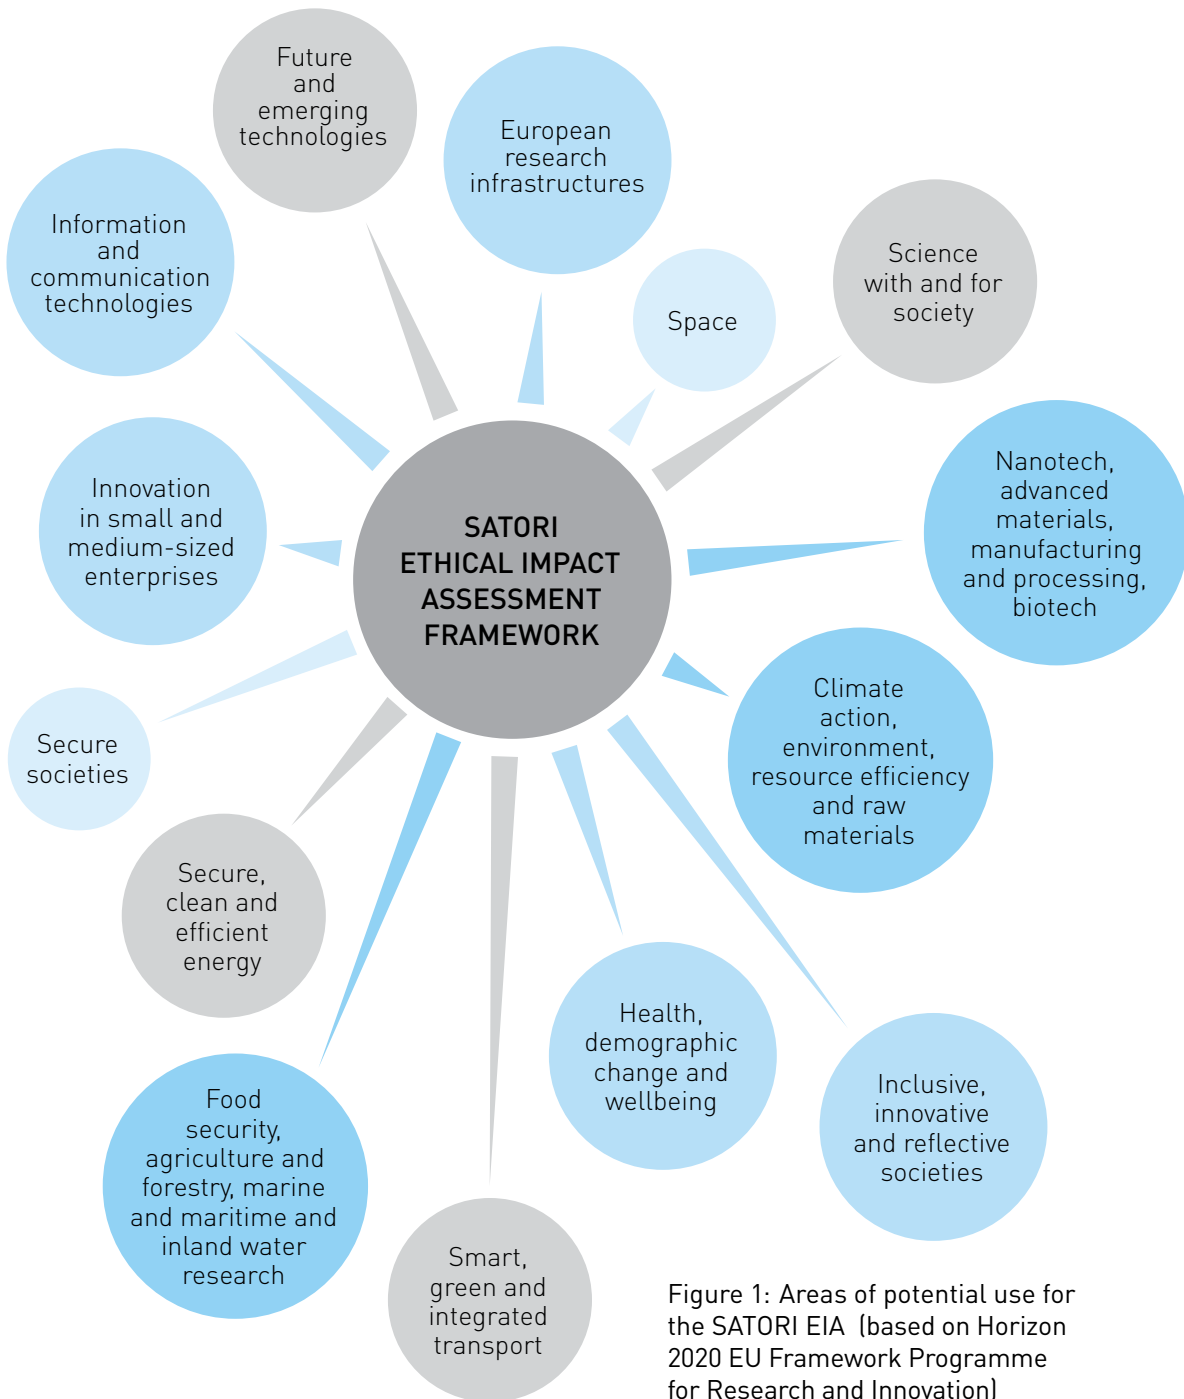 Future
and
emerging
technologies
European
research
infrastructures
Information
and
communication
technologies
Space
Science
with and for
society
Innovation
in small and
medium-sized
enterprises
SATORI
ETHICAL IMPACT
ASSESSMENT
FRAMEWORK
Nanotech,
advanced
materials,
manufacturing
and processing,
biotech
Secure
societies
Climate
action,
environment,
resource efficiency
and raw
materials
Secure,
clean and
efficient
energy
Health,
demographic
change and
wellbeing
Inclusive,
innovative
and reflective
societies
Food
security,
agriculture and
forestry, marine
and maritime and
inland water
research
Smart,
green and
integrated
transport
Figure 1: Areas of potential use for
the SATORI EIA (based on Horizon
2020 EU Framework Programme
for Research and Innovation)